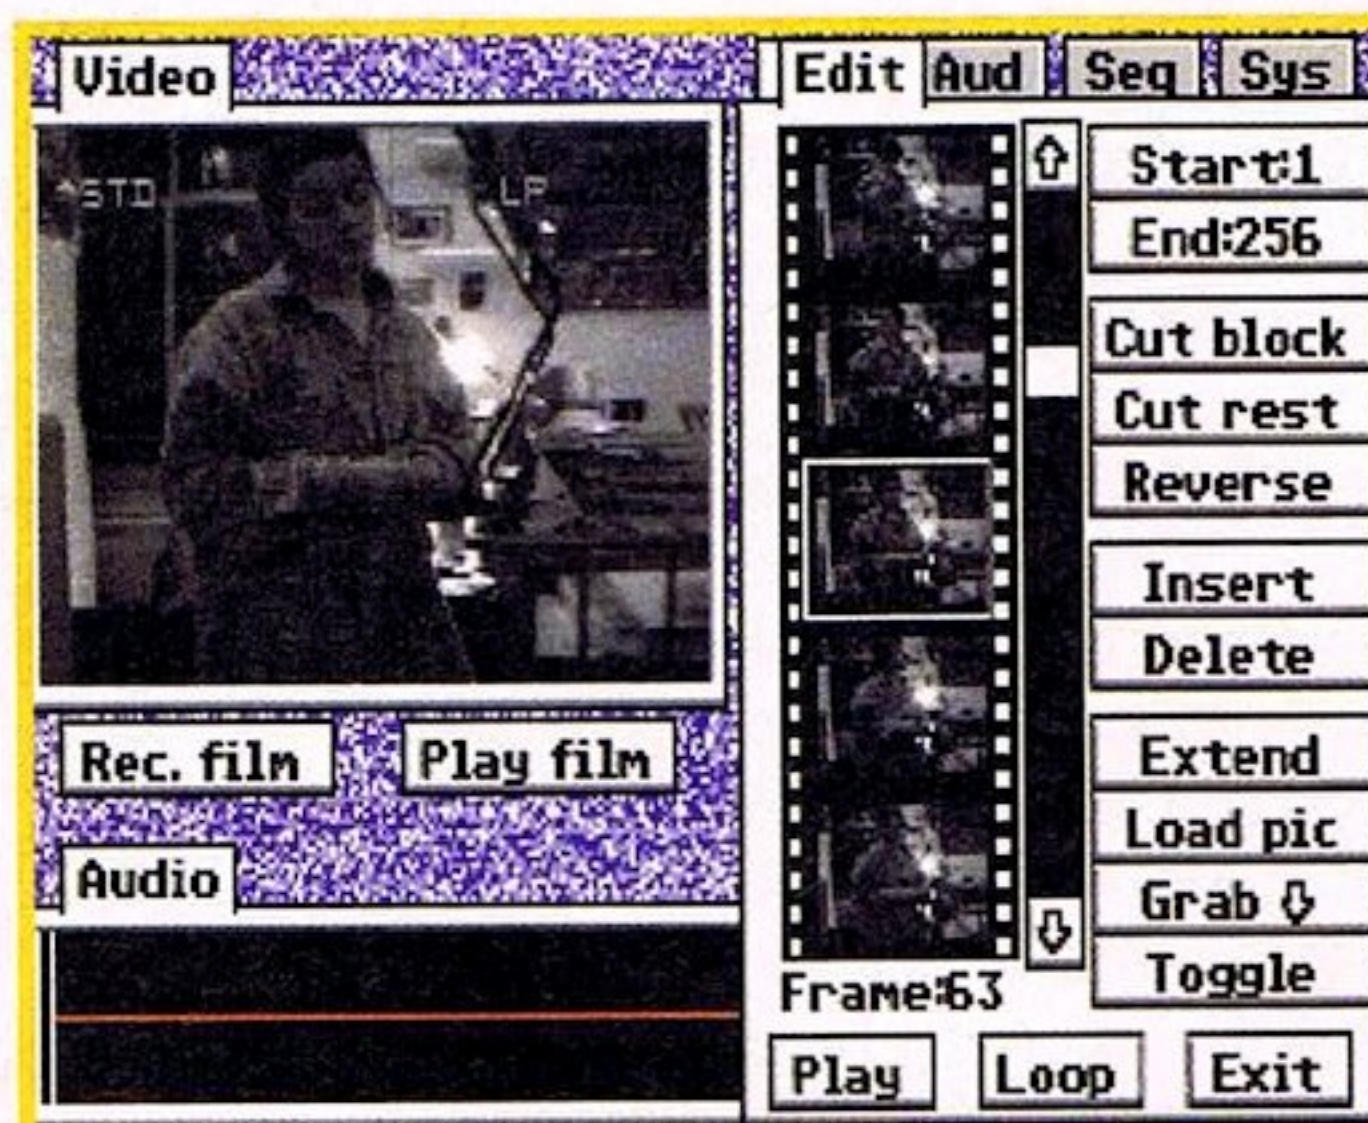 Video
STD LP
Rec. film Play film
Audio
Edit Aud Seq Sys
Start:1
End:256
Cut block
Cut rest
Reverse
Insert
Delete
Extend
Load pic
Grab ⇩
Toggle
Frame:63
Play Loop Exit